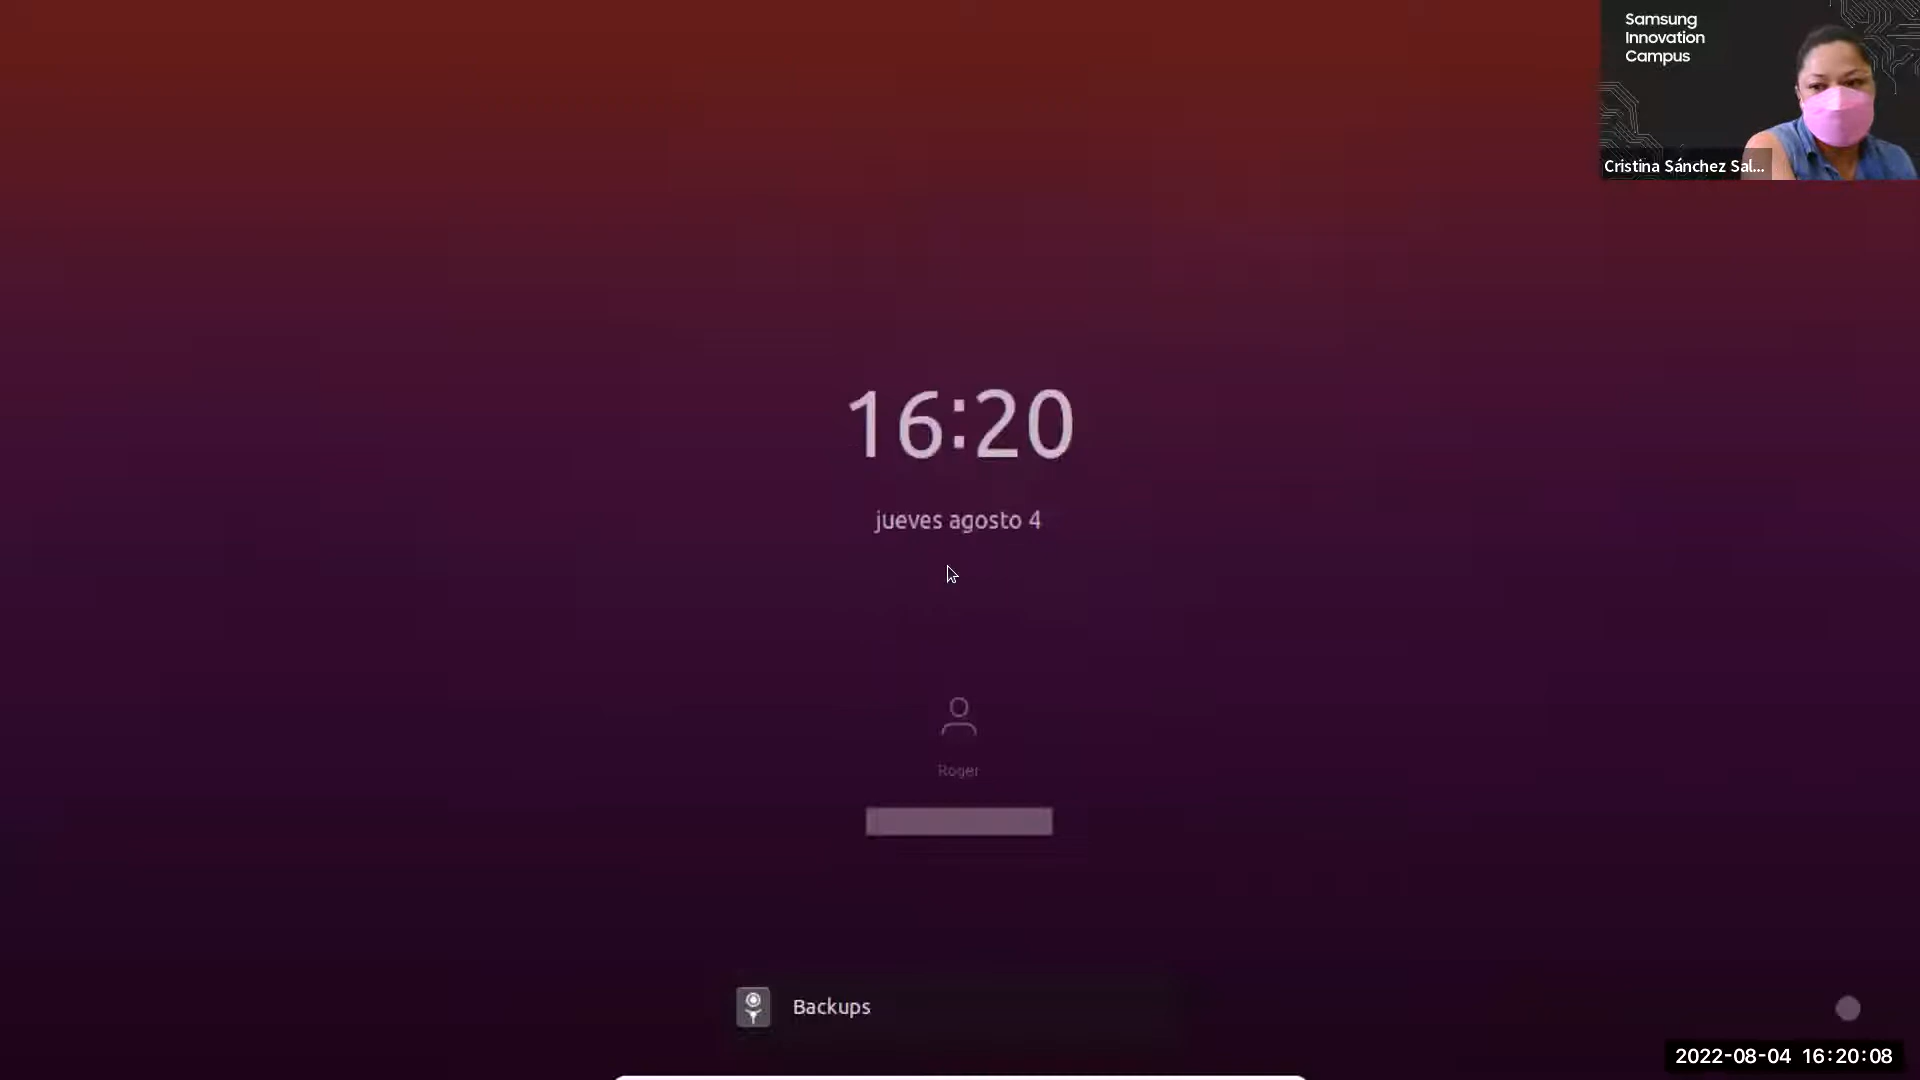 Samsung
Innovation
Campus
Cristina Sánchez Sal...
16:20
jueves agosto 4
Roger
Backups
2022-08-04 16:20:08